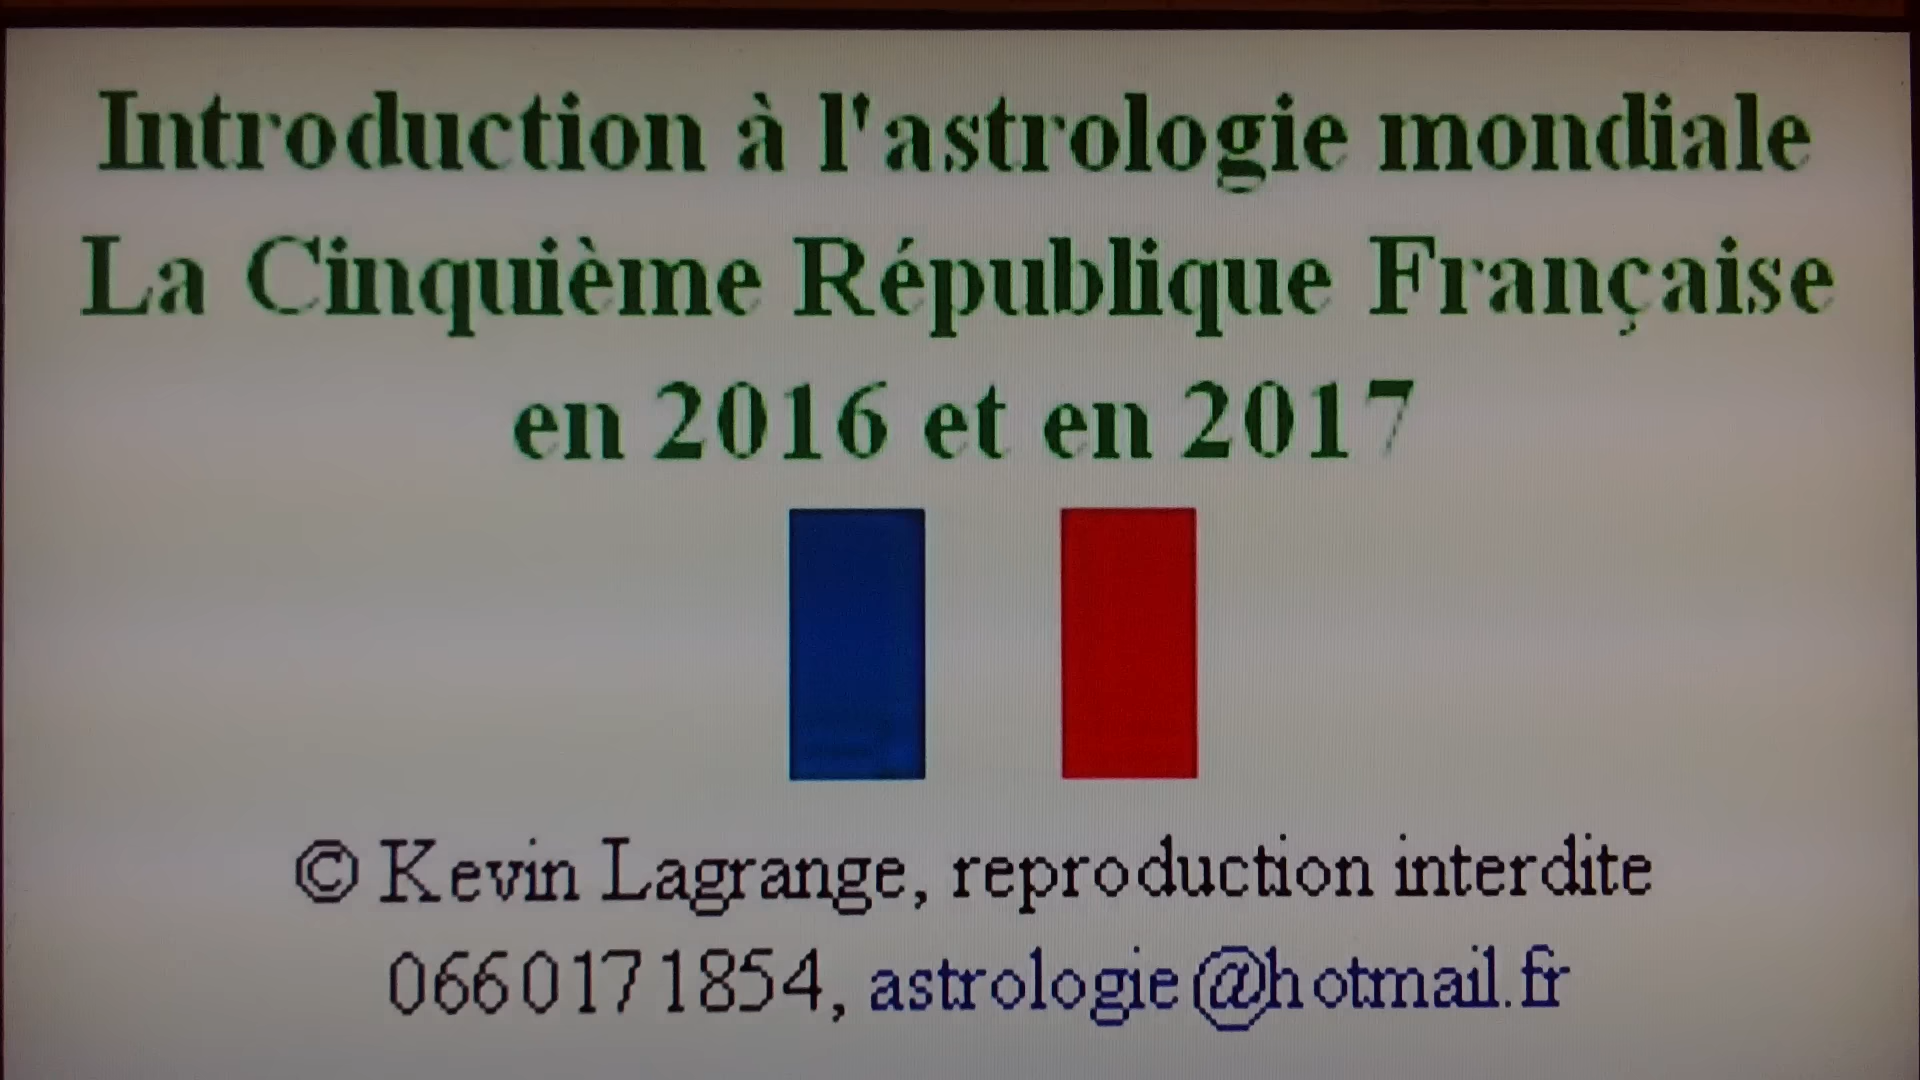 Introduction à l'astrologie mondiale
La Cinquième République Française
en 2016 et en 2017
© Kevin Lagrange, reproduction interdite
0660171854, astrologie@hotmail.fr